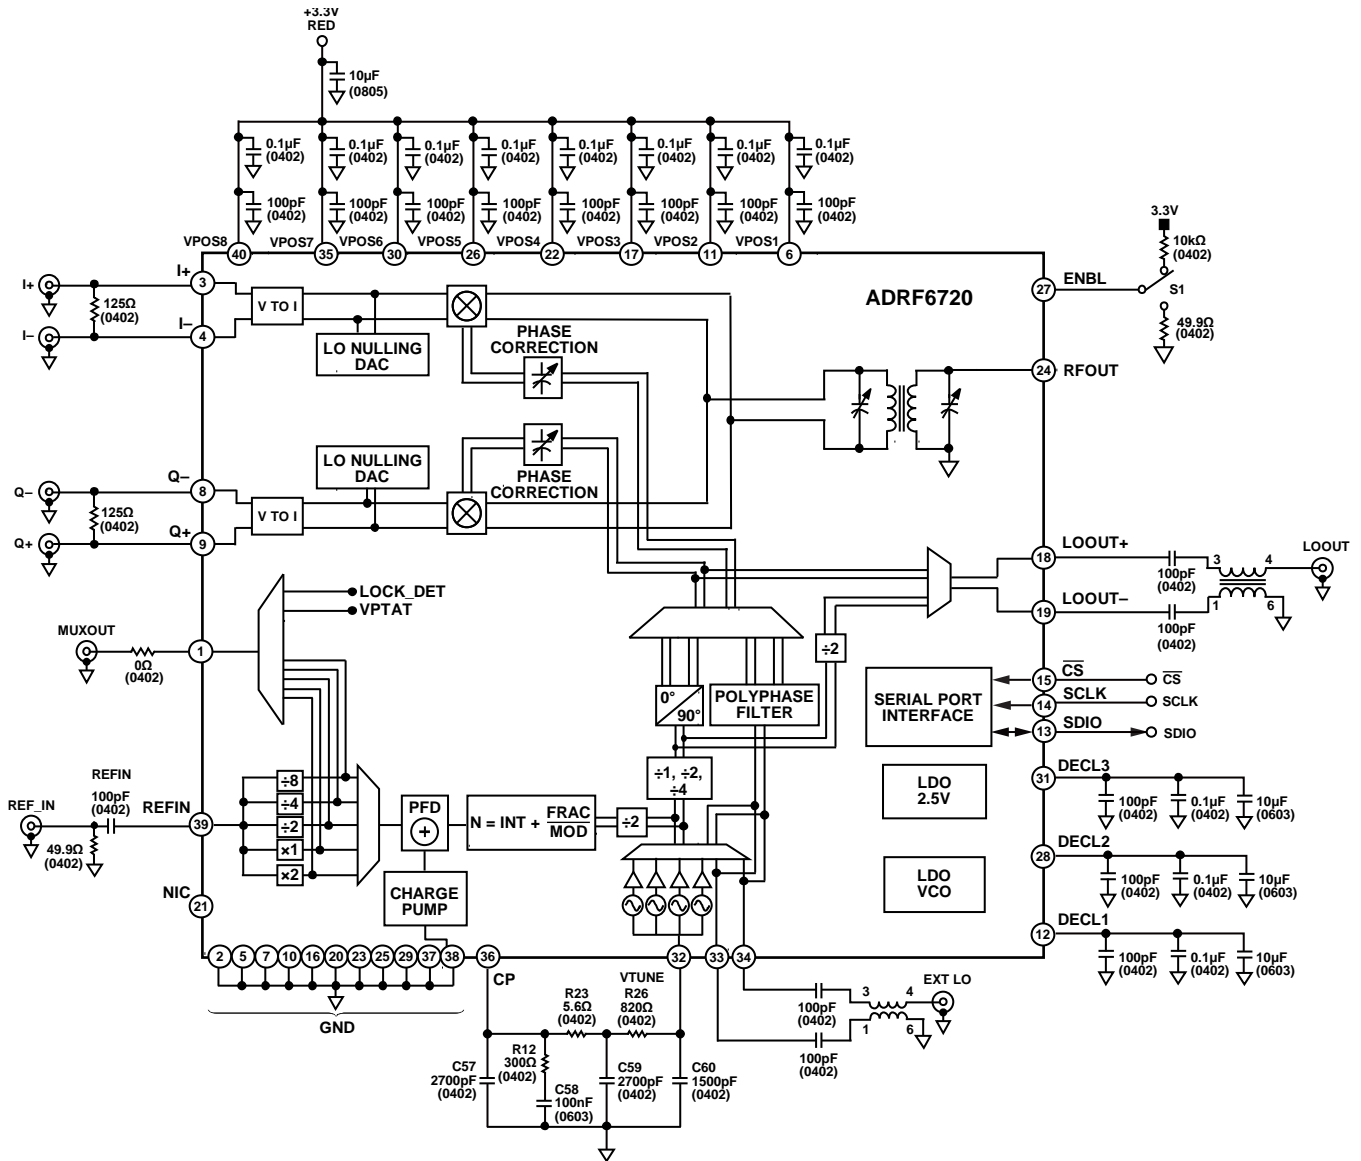 +3.3V
RED
10µF
(0805)
0.1µF
(0402)
0.1µF
(0402)
0.1µF
(0402)
0.1µF
(0402)
0.1µF
(0402)
0.1µF
(0402)
0.1µF
(0402)
0.1µF
(0402)
100pF
(0402)
100pF
(0402)
100pF
(0402)
100pF
(0402)
100pF
(0402)
100pF
(0402)
100pF
(0402)
100pF
(0402)
VPOS8
VPOS7
VPOS6
VPOS5
VPOS4
VPOS3
VPOS2
VPOS1
40
35
30
26
22
17
11
6
3.3V
10kΩ
(0402)
S1
49.9Ω
(0402)
27
ENBL
ADRF6720
I+
I+
3
125Ω
(0402)
I–
I–
4
V TO I
LO NULLING
DAC
PHASE
CORRECTION
24
RFOUT
LO NULLING
DAC
PHASE
CORRECTION
Q–
Q–
8
125Ω
(0402)
Q+
Q+
9
V TO I
18
LOOUT+
100pF
(0402)
3
4
LOOUT
19
LOOUT–
100pF
(0402)
1
6
LOCK_DET
VPTAT
MUXOUT
0Ω
(0402)
1
÷2
0°
90°
POLYPHASE
FILTER
SERIAL PORT
INTERFACE
15
CS
CS
14
SCLK
SCLK
13
SDIO
SDIO
÷1, ÷2,
÷4
LDO
2.5V
31
DECL3
100pF
(0402)
0.1µF
(0402)
10µF
(0603)
REFIN
100pF
(0402)
REF_IN
49.9Ω
(0402)
REFIN
39
÷8
÷4
÷2
×1
×2
PFD
+
N = INT +
FRAC
MOD
÷2
CHARGE
PUMP
LDO
VCO
28
DECL2
100pF
(0402)
0.1µF
(0402)
10µF
(0603)
NIC
21
12
DECL1
100pF
(0402)
0.1µF
(0402)
10µF
(0603)
2
5
7
10
16
20
23
25
29
37
38
36
32
33
34
GND
CP
VTUNE
R23
5.6Ω
(0402)
R26
820Ω
(0402)
C57
2700pF
(0402)
R12
300Ω
(0402)
C58
100nF
(0603)
C59
2700pF
(0402)
C60
1500pF
(0402)
100pF
(0402)
100pF
(0402)
3
4
1
6
EXT LO